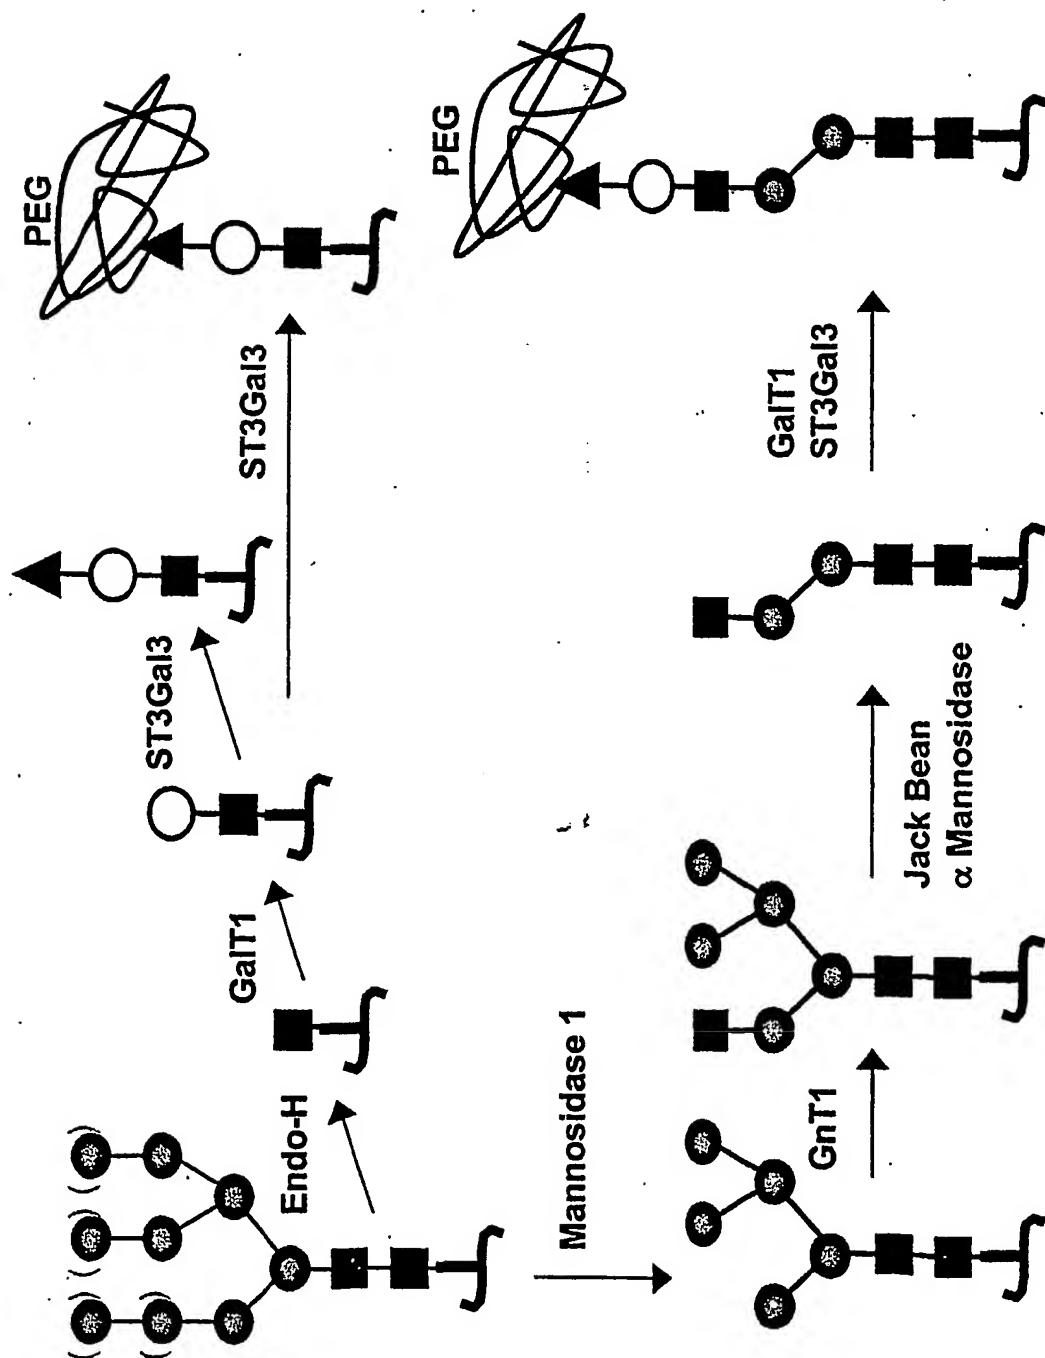 Endo-H
GalT1
ST3Gal3
ST3Gal3
PEG
Mannosidase 1
GnT1
Jack Bean
α Mannosidase
GalT1
ST3Gal3
PEG